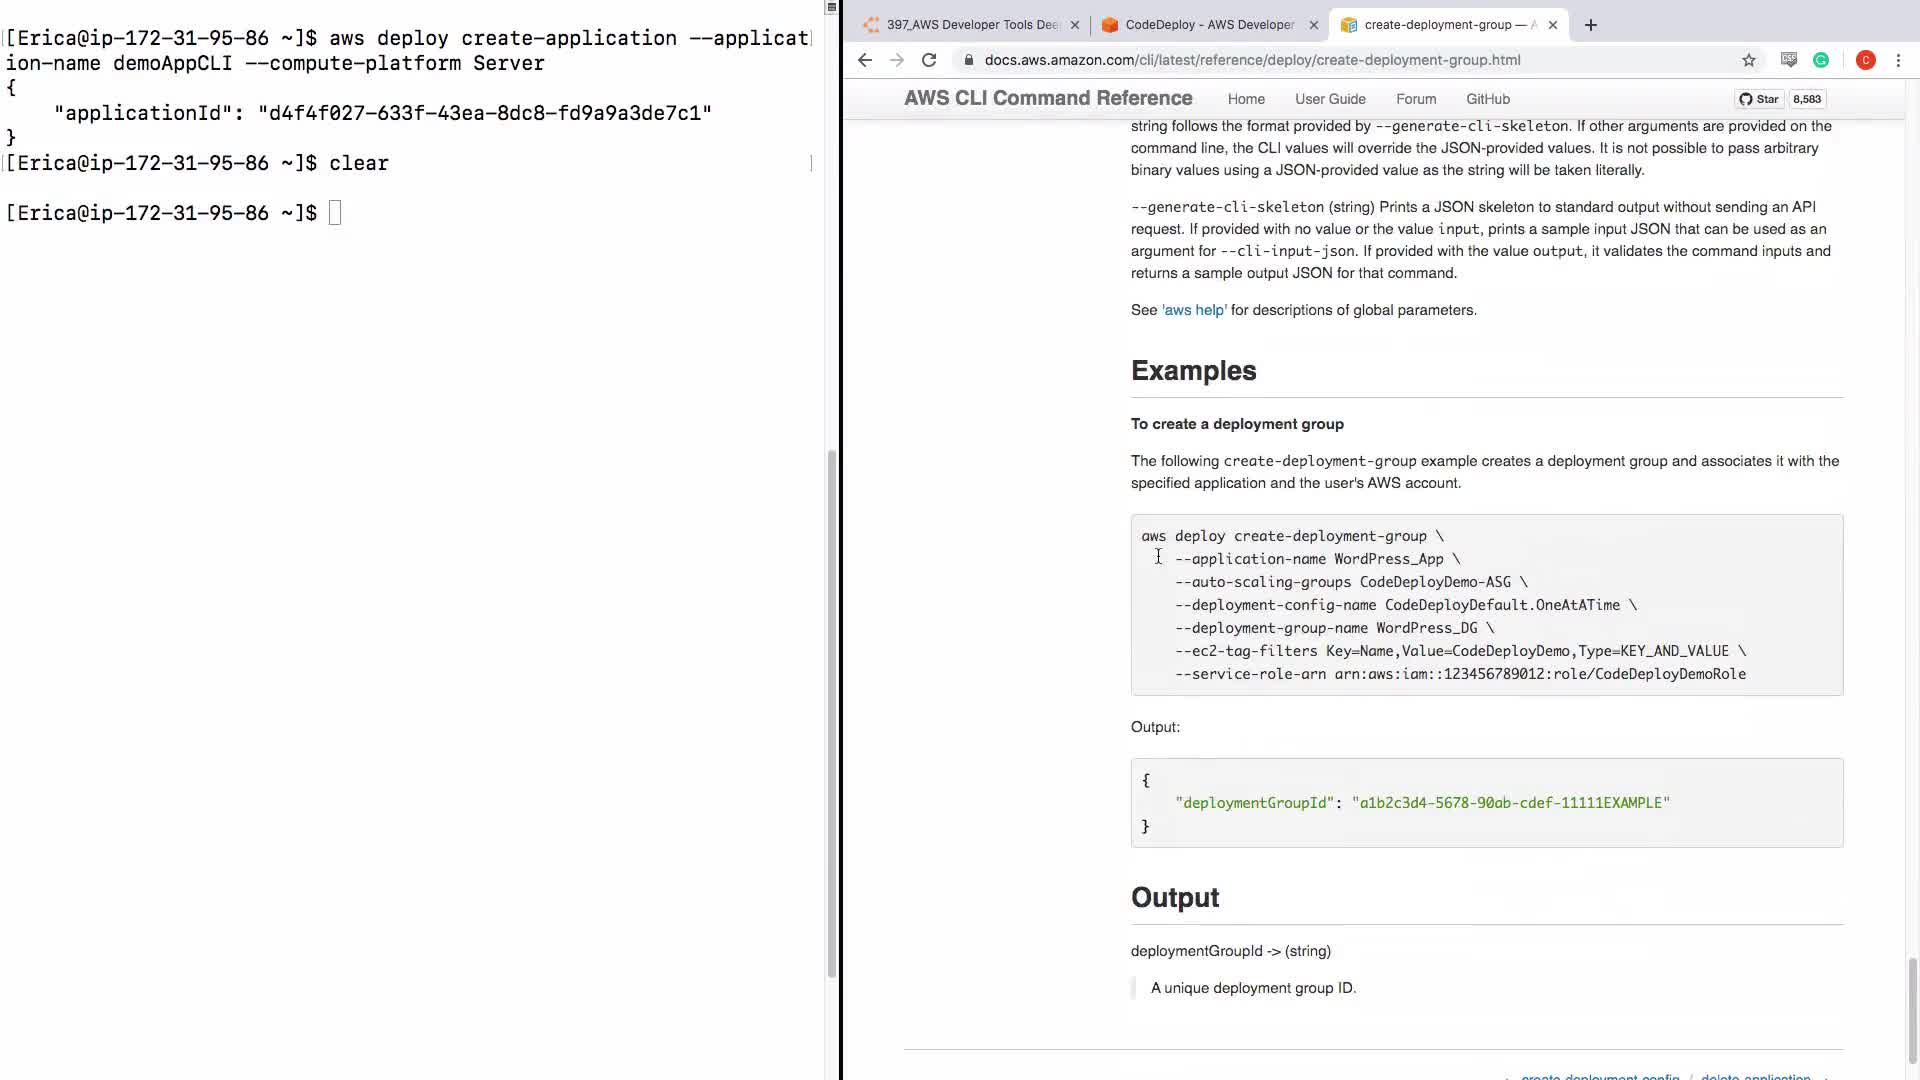 [Erica@ip-172-31-95-86 ~]$ aws deploy create-application --applicat
ion-name demoAppCLI --compute-platform Server
{
    "applicationId": "d4f4f027-633f-43ea-8dc8-fd9a9a3de7c1"
}
[Erica@ip-172-31-95-86 ~]$ clear
[Erica@ip-172-31-95-86 ~]$
397_AWS Developer Tools Dee
CodeDeploy - AWS Developer
create-deployment-group — A
docs.aws.amazon.com/cli/latest/reference/deploy/create-deployment-group.html
C
AWS CLI Command Reference
Home
User Guide
Forum
GitHub
Star
8,583
string follows the format provided by --generate-cli-skeleton. If other arguments are provided on the
command line, the CLI values will override the JSON-provided values. It is not possible to pass arbitrary
binary values using a JSON-provided value as the string will be taken literally.
--generate-cli-skeleton (string) Prints a JSON skeleton to standard output without sending an API
request. If provided with no value or the value input, prints a sample input JSON that can be used as an
argument for --cli-input-json. If provided with the value output, it validates the command inputs and
returns a sample output JSON for that command.
See 'aws help' for descriptions of global parameters.
Examples
To create a deployment group
The following create-deployment-group example creates a deployment group and associates it with the
specified application and the user's AWS account.
aws deploy create-deployment-group \
    --application-name WordPress_App \
    --auto-scaling-groups CodeDeployDemo-ASG \
    --deployment-config-name CodeDeployDefault.OneAtATime \
    --deployment-group-name WordPress_DG \
    --ec2-tag-filters Key=Name,Value=CodeDeployDemo,Type=KEY_AND_VALUE \
    --service-role-arn arn:aws:iam::123456789012:role/CodeDeployDemoRole
Output:
{
    "deploymentGroupId": "a1b2c3d4-5678-90ab-cdef-11111EXAMPLE"
}
Output
deploymentGroupId -> (string)
A unique deployment group ID.
create-deployment-config / delete-application